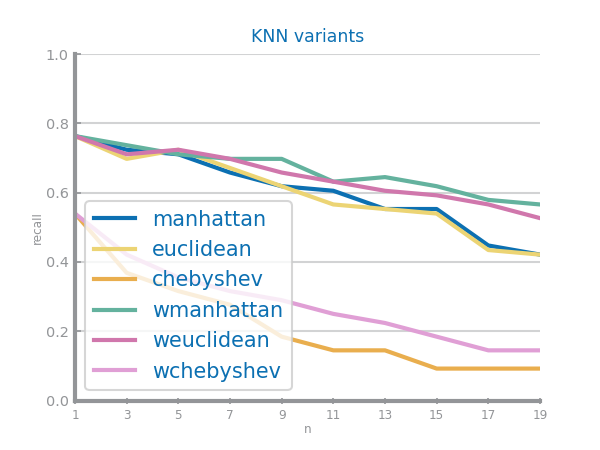 KNN variants
1.0
0.8
0.6
0.4
0.2
0.0
recall
manhattan
euclidean
chebyshev
wmanhattan
weuclidean
wchebyshev
1 3 5 7 9 11 13 15 17 19
n